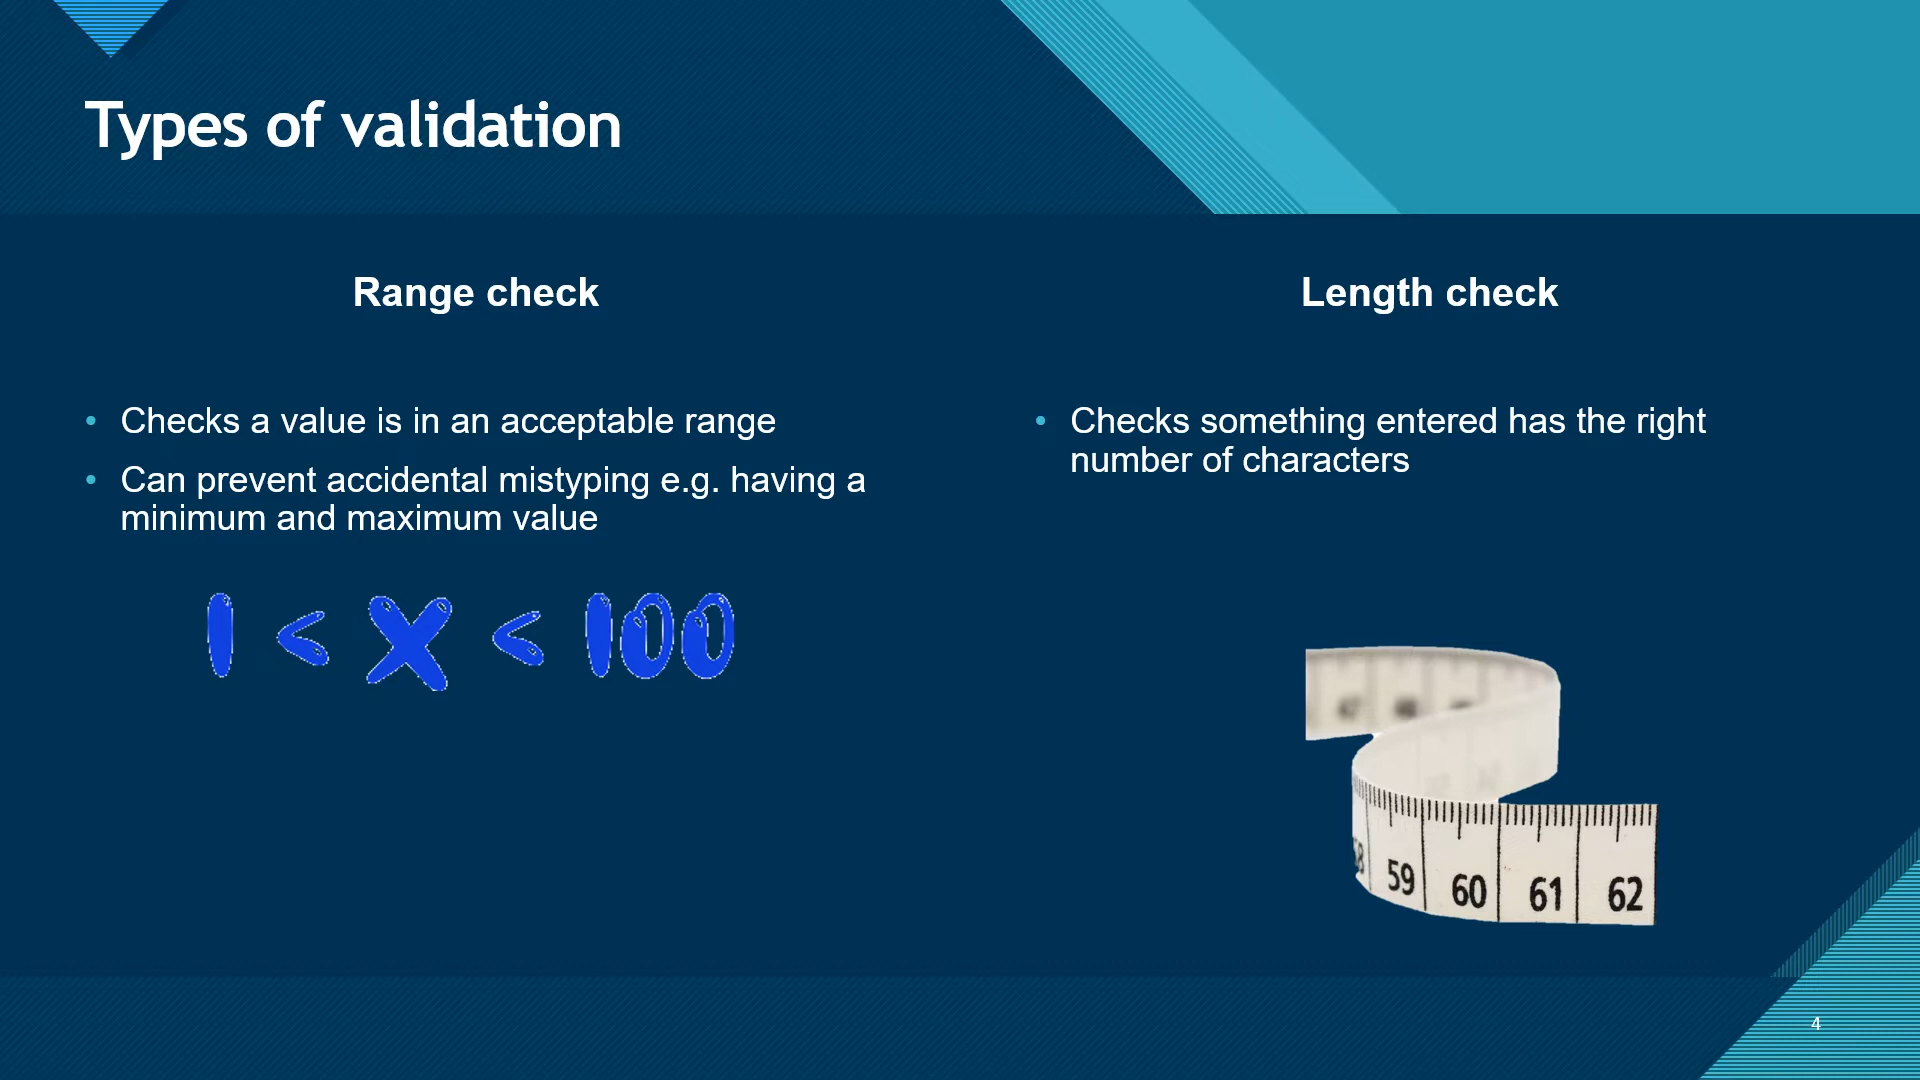 Types of validation
Range check
• Checks a value is in an acceptable range
• Can prevent accidental mistyping e.g. having a
minimum and maximum value
1 < X < 100
Length check
• Checks something entered has the right
number of characters
59 60 61 62
4